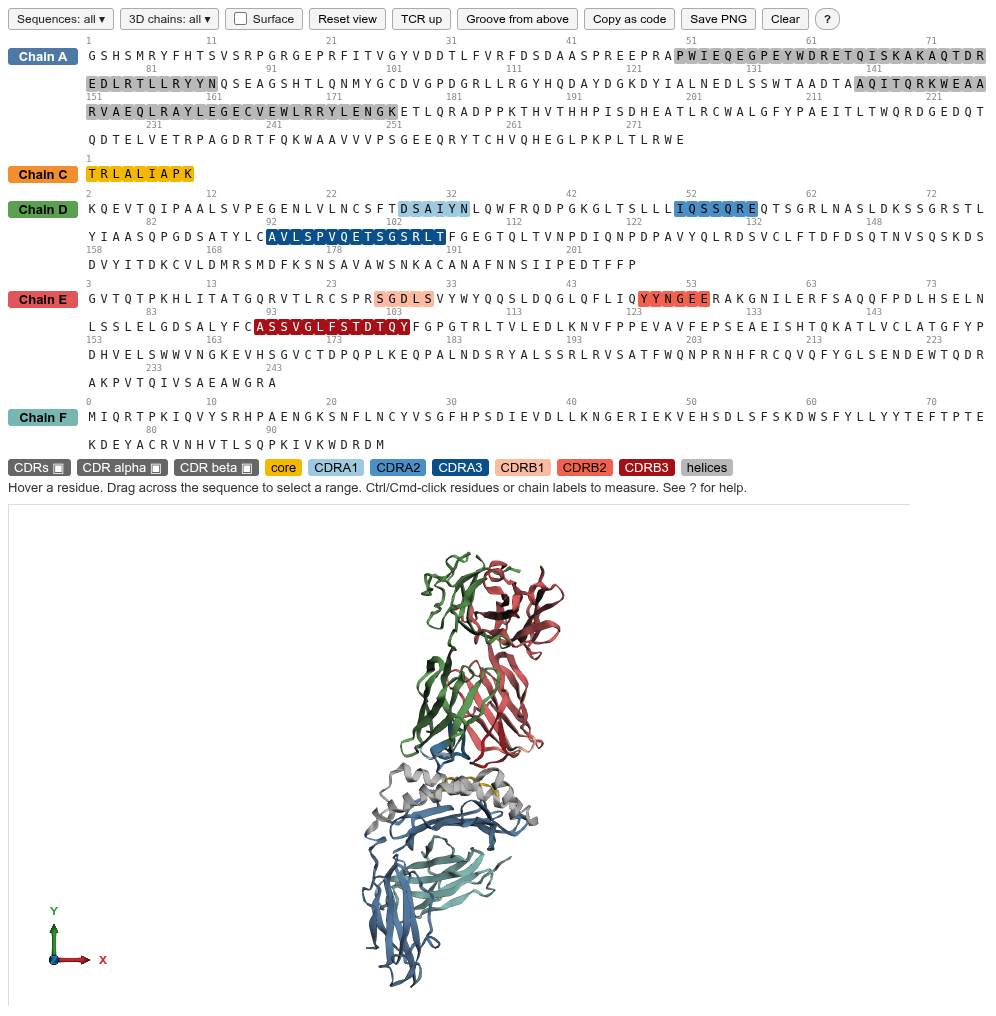 Sequences: all ▾ 3D chains: all ▾ Surface Reset view TCR up Groove from above Copy as code Save PNG Clear ?
1 11 21 31 41 51 61 71
Chain A GSHSMRYFHTSVSRPGRGEPRFITVGYVDDTLFVRFDSDAASPREEPRAPWIEQEGPEYWDRETQISKAKAQTDR
81 91 101 111 121 131 141
EDLRTLLRYYNQSEAGSHTLQNMYGCDVGPDGRLLRGYHQDAYDGKDYIALNEDLSSWTAADTAAQITQRKWEAA
151 161 171 181 191 201 211 221
RVAEQLRAYLEGECVEWLRRYLENGKETLQRADPPKTHVTHHPISDHEATLRCWALGFYPAEITLTWQRDGEDQT
231 241 251 261 271
QDTELVETRPAGDRTFQKWAAVVVPSGEEQRYTCHVQHEGLPKPLTLRWE
1
Chain C TRLALIAPK
2 12 22 32 42 52 62 72
Chain D KQEVTQIPAALSVPEGENLVLNCSFTDSAIYNLQWFRQDPGKGLTSLLLIQSSQREQTSGRLNASLDKSSGRSTL
82 92 102 112 122 132 148
YIAASQPGDSATYLCAVLSPVQETSGSRLTFGEGTQLTVNPDIQNPDPAVYQLRDSVCLFTDFDSQTNVSQSKDS
158 168 178 191 201
DVYITDKCVLDMRSMDFKSNSAVAWSNKACANAFNNSIIPEDTFFP
3 13 23 33 43 53 63 73
Chain E GVTQTPKHLITATGQRVTLRCSPRSGDLSVYWYQQSLDQGLQFLIQYYNGEERAKGNILERFSAQQFPDLHSELN
83 93 103 113 123 133 143
LSSLELGDSALYFCASSVGLFSTDTQYFGPGTRLTVLEDLKNVFPPEVAVFEPSEAEISHTQKATLVCLATGFYP
153 163 173 183 193 203 213 223
DHVELSWWVNGKEVHSGVCTDPQPLKEQPALNDSRYALSSRLRVSATFWQNPRNHFRCQVQFYGLSENDEWTQDR
233 243
AKPVTQIVSAEAWGRA
0 10 20 30 40 50 60 70
Chain F MIQRTPKIQVYSRHPAENGKSNFLNCYVSGFHPSDIEVDLLKNGERIEKVEHSDLSFSKDWSFYLLYYTEFTPTE
80 90
KDEYACRVNHVTLSQPKIVKWDRDM
CDRs ▣ CDR alpha ▣ CDR beta ▣ core CDRA1 CDRA2 CDRA3 CDRB1 CDRB2 CDRB3 helices
Hover a residue. Drag across the sequence to select a range. Ctrl/Cmd-click residues or chain labels to measure. See ? for help.
Y
X